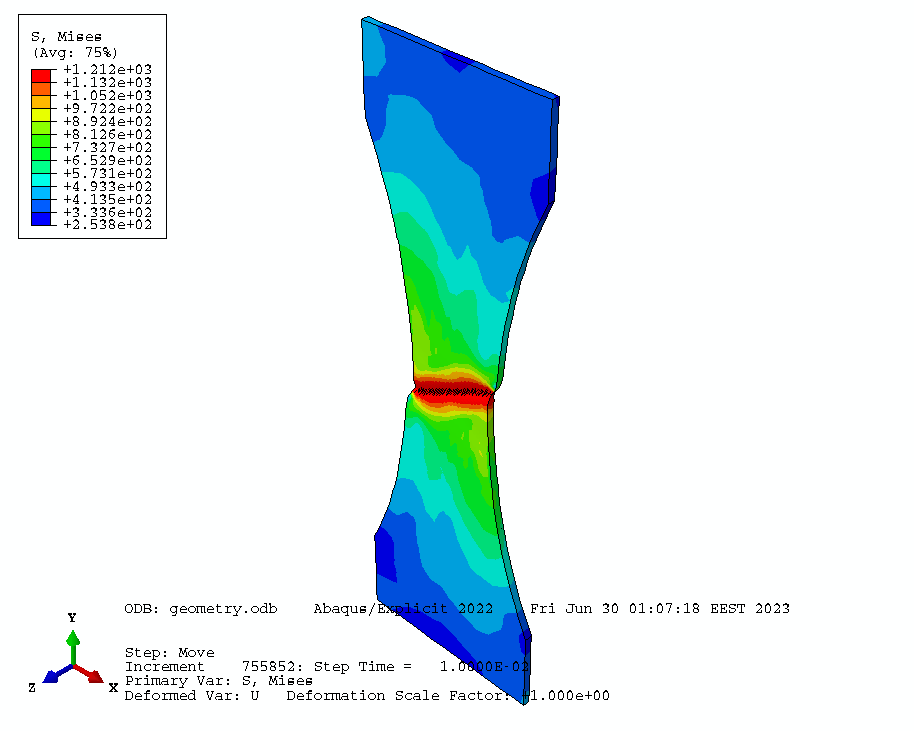 S, Mises
(Avg: 75%)
+1.212e+03
+1.132e+03
+1.052e+03
+9.722e+02
+8.924e+02
+8.126e+02
+7.327e+02
+6.529e+02
+5.731e+02
+4.933e+02
+4.135e+02
+3.336e+02
+2.538e+02
ODB: geometry.odb Abaqus/Explicit 2022 Fri Jun 30 01:07:18 EEST 2023
Y
Z
X
Step: Move
Increment 755852: Step Time = 1.0600E-02
Primary Var: S, Mises
Deformed Var: U Deformation Scale Factor: +1.000e+00